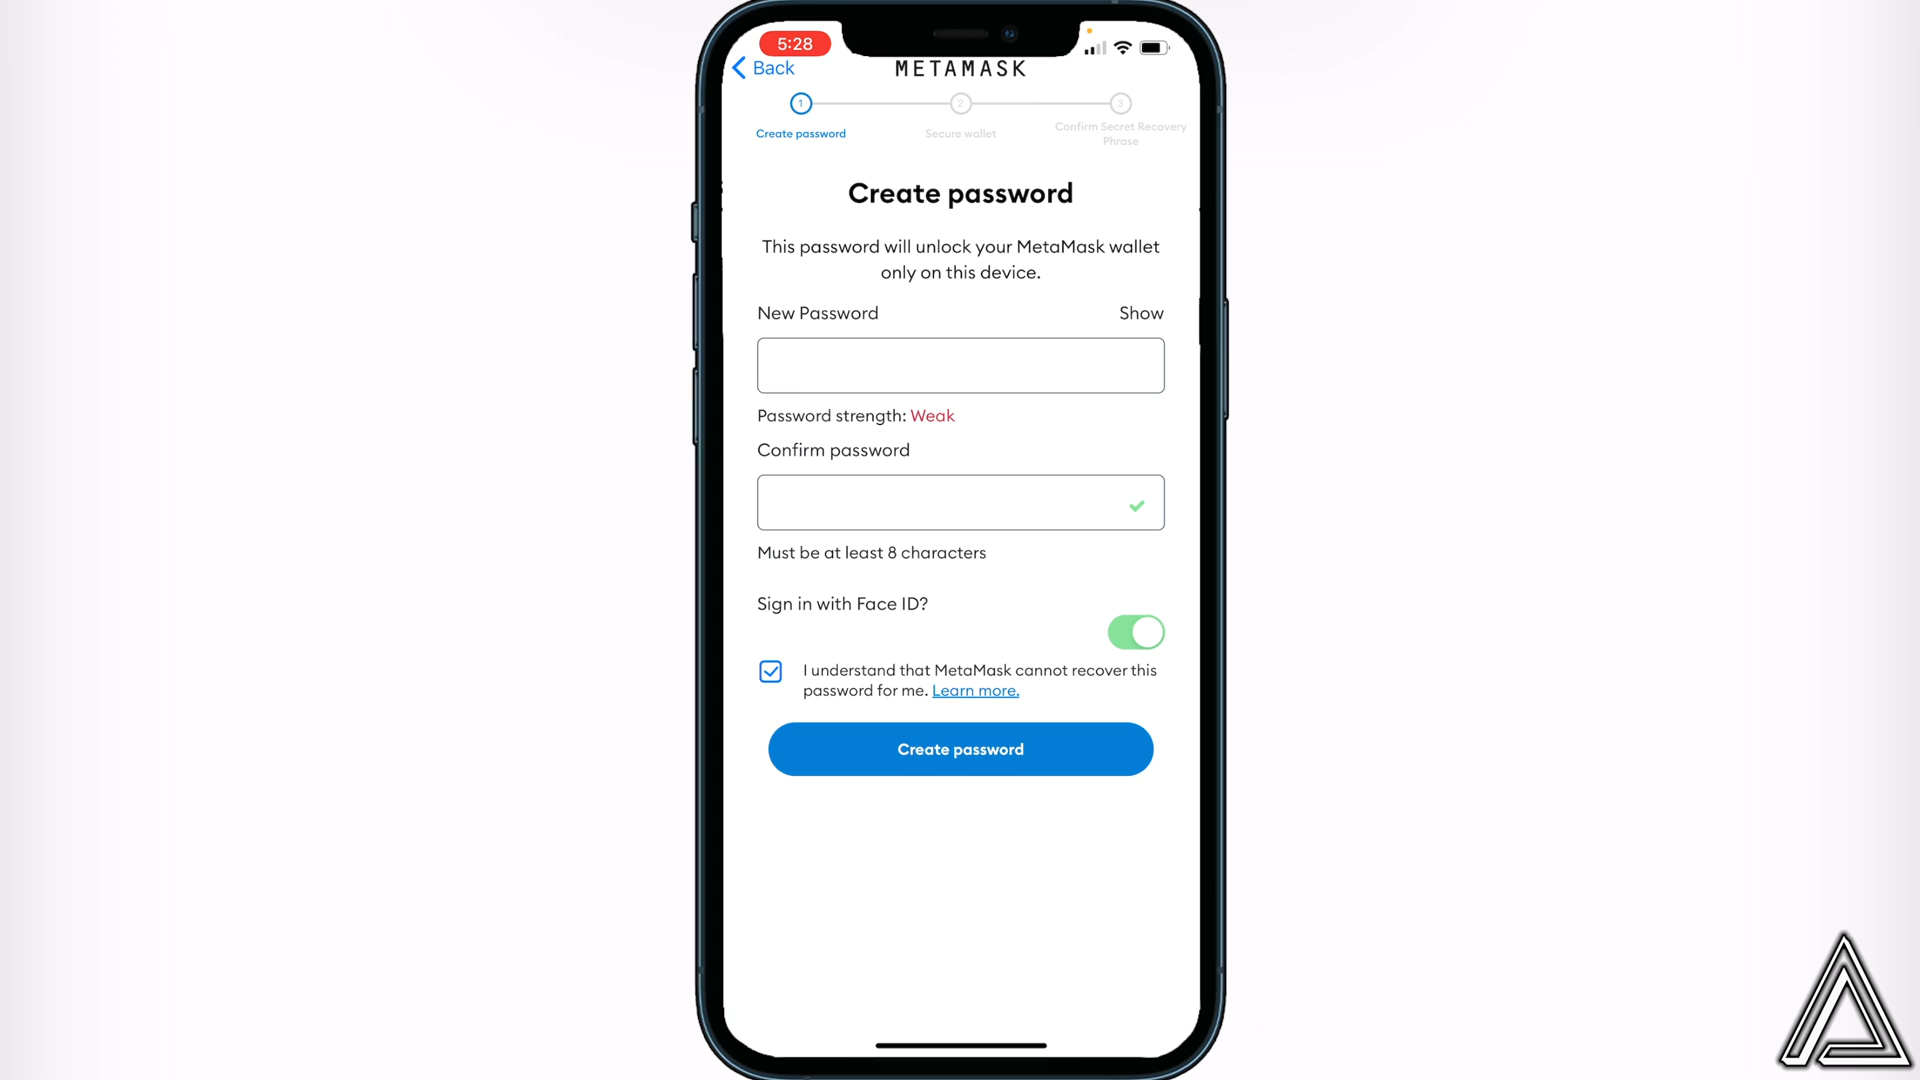 5:28
Back
METAMASK
1 2 3
Create password Secure wallet Confirm Secret Recovery
Phrase
Create password
This password will unlock your MetaMask wallet
only on this device.
New Password Show
Password strength: Weak
Confirm password
Must be at least 8 characters
Sign in with Face ID?
I understand that MetaMask cannot recover this
password for me. Learn more.
Create password